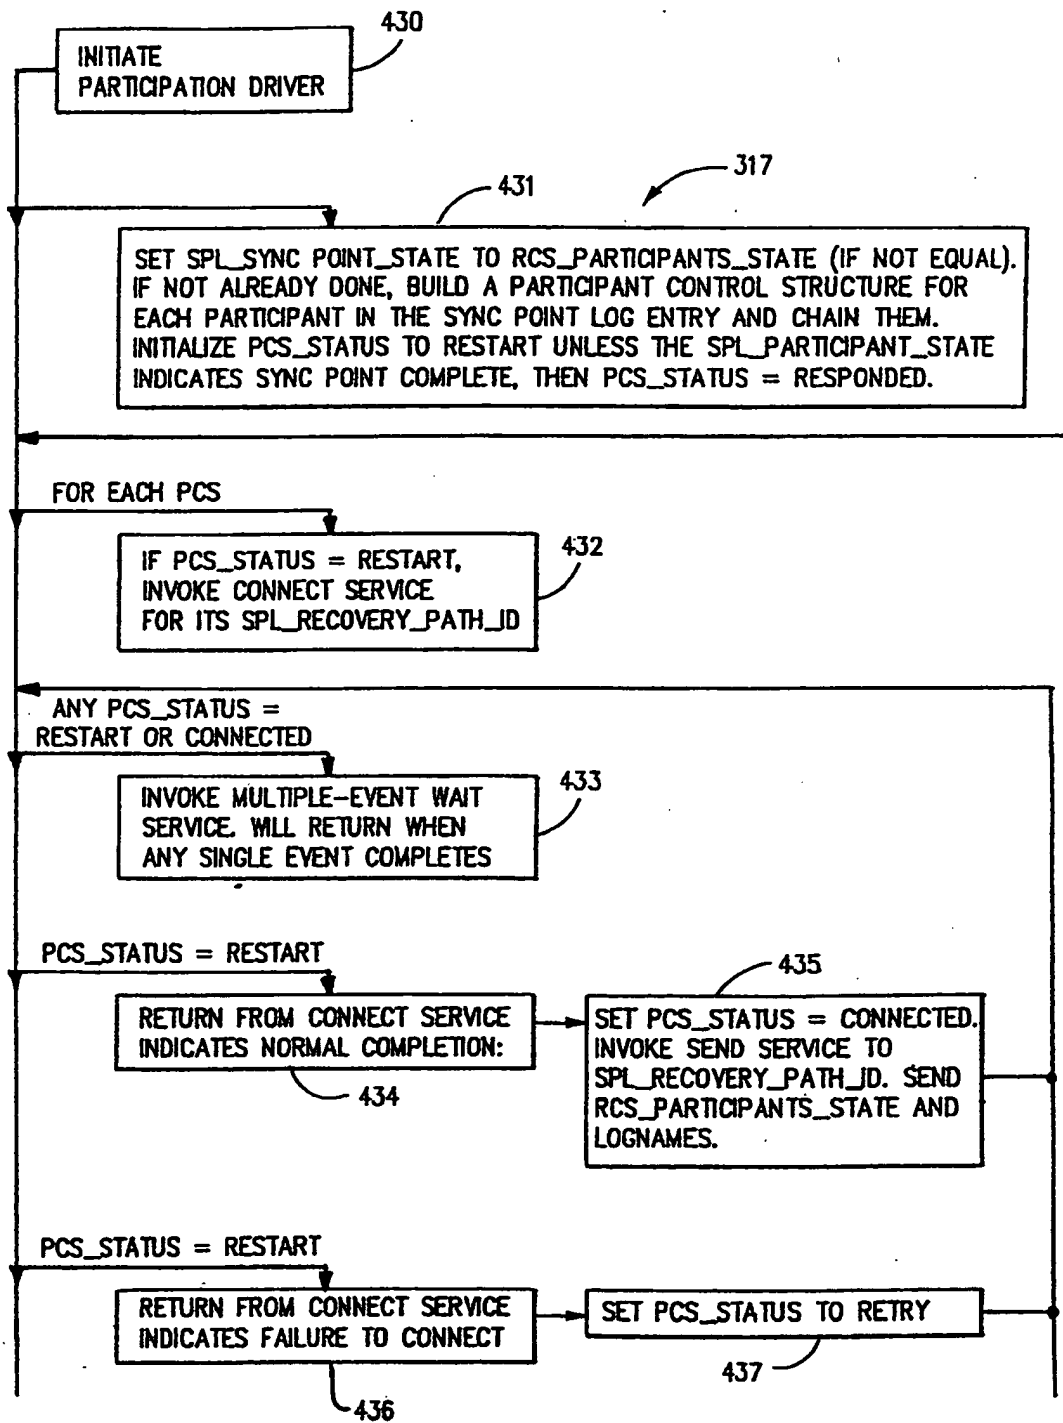 430
INITIATE
PARTICIPATION DRIVER
317
431
SET SPL_SYNC POINT_STATE TO RCS_PARTICIPANTS_STATE (IF NOT EQUAL).
IF NOT ALREADY DONE, BUILD A PARTICIPANT CONTROL STRUCTURE FOR
EACH PARTICIPANT IN THE SYNC POINT LOG ENTRY AND CHAIN THEM.
INITIALIZE PCS_STATUS TO RESTART UNLESS THE SPL_PARTICIPANT_STATE
INDICATES SYNC POINT COMPLETE, THEN PCS_STATUS = RESPONDED.
FOR EACH PCS
432
IF PCS_STATUS = RESTART,
INVOKE CONNECT SERVICE
FOR ITS SPL_RECOVERY_PATH_ID
ANY PCS_STATUS =
RESTART OR CONNECTED
433
INVOKE MULTIPLE-EVENT WAIT
SERVICE. WILL RETURN WHEN
ANY SINGLE EVENT COMPLETES
PCS_STATUS = RESTART
RETURN FROM CONNECT SERVICE
INDICATES NORMAL COMPLETION:
434
435
SET PCS_STATUS = CONNECTED.
INVOKE SEND SERVICE TO
SPL_RECOVERY_PATH_ID. SEND
RCS_PARTICIPANTS_STATE AND
LOGNAMES.
PCS_STATUS = RESTART
RETURN FROM CONNECT SERVICE
INDICATES FAILURE TO CONNECT
436
SET PCS_STATUS TO RETRY
437